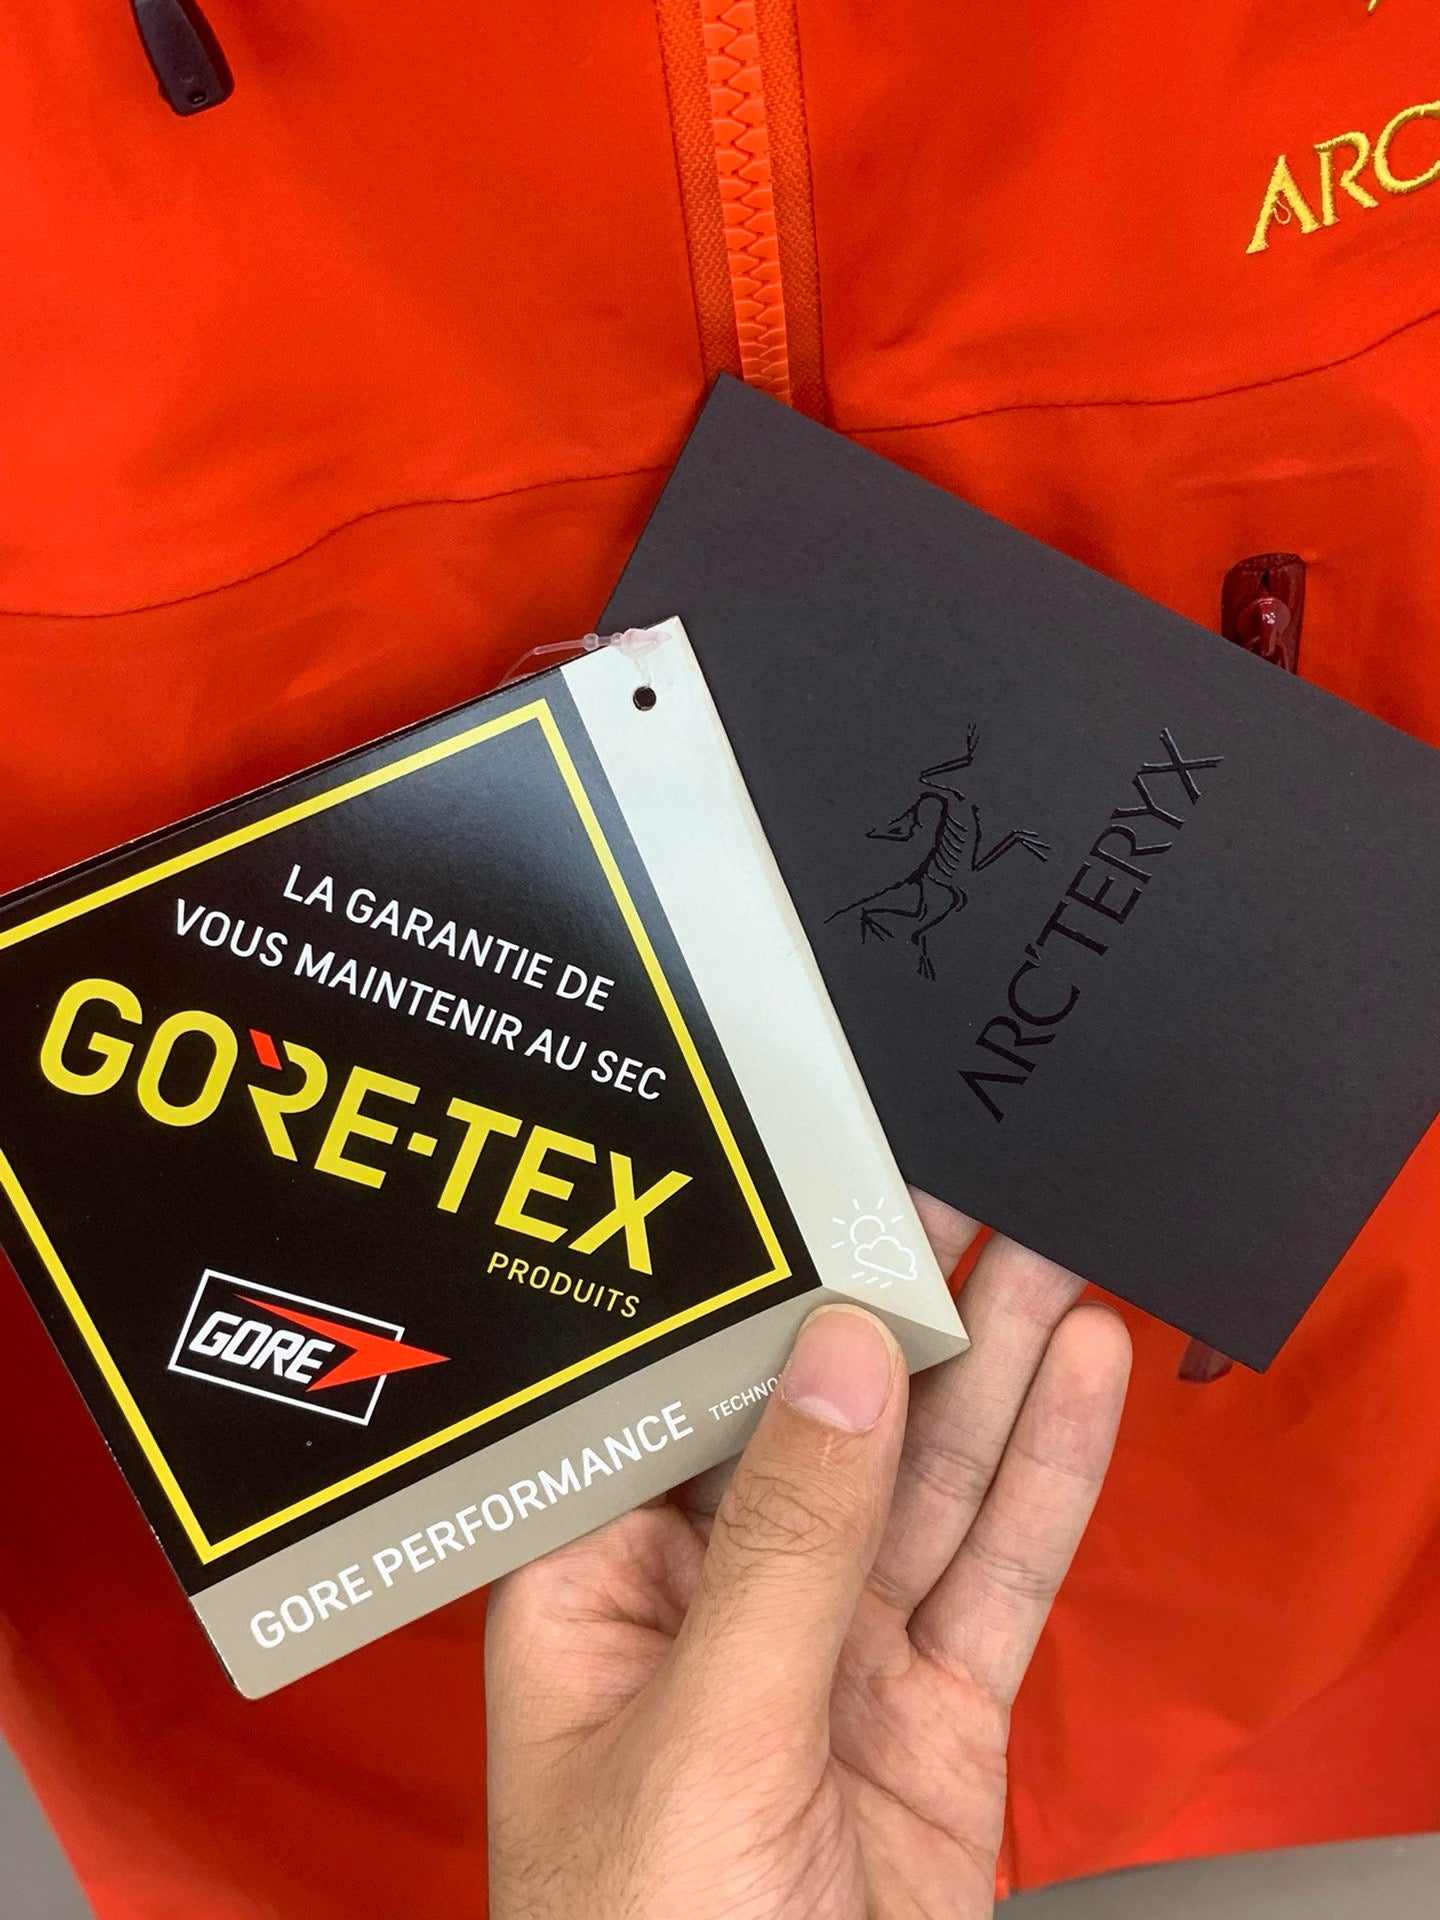 ARC
ARC'TERYX
LA GARANTIE DE
VOUS MAINTENIR AU SEC
GORE-TEX
PRODUITS
GORE
GORE PERFORMANCE